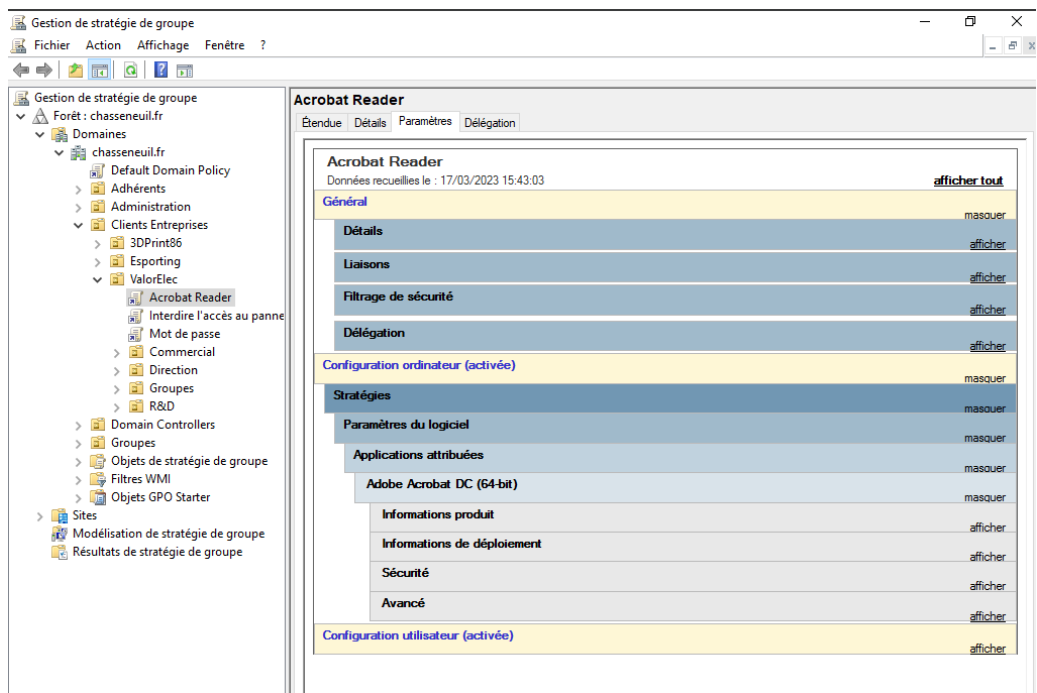 Gestion de stratégie de groupe
Fichier Action Affichage Fenêtre ?
Gestion de stratégie de groupe
Forêt : chasseneuil.fr
Domaines
chasseneuil.fr
Default Domain Policy
Adhérents
Administration
Clients Entreprises
3DPrint86
Esporting
ValorElec
Acrobat Reader
Interdire l'accès au panne
Mot de passe
Commercial
Direction
Groupes
R&D
Domain Controllers
Groupes
Objets de stratégie de groupe
Filtres WMI
Objets GPO Starter
Sites
Modélisation de stratégie de groupe
Résultats de stratégie de groupe
Acrobat Reader
Étendue Détails Paramètres Délégation
Acrobat Reader
Données recueillies le : 17/03/2023 15:43:03 afficher tout
Général masquer
Détails afficher
Liaisons afficher
Filtrage de sécurité afficher
Délégation afficher
Configuration ordinateur (activée) masquer
Stratégies masquer
Paramètres du logiciel masquer
Applications attribuées masquer
Adobe Acrobat DC (64-bit) masquer
Informations produit afficher
Informations de déploiement afficher
Sécurité afficher
Avancé afficher
Configuration utilisateur (activée) afficher